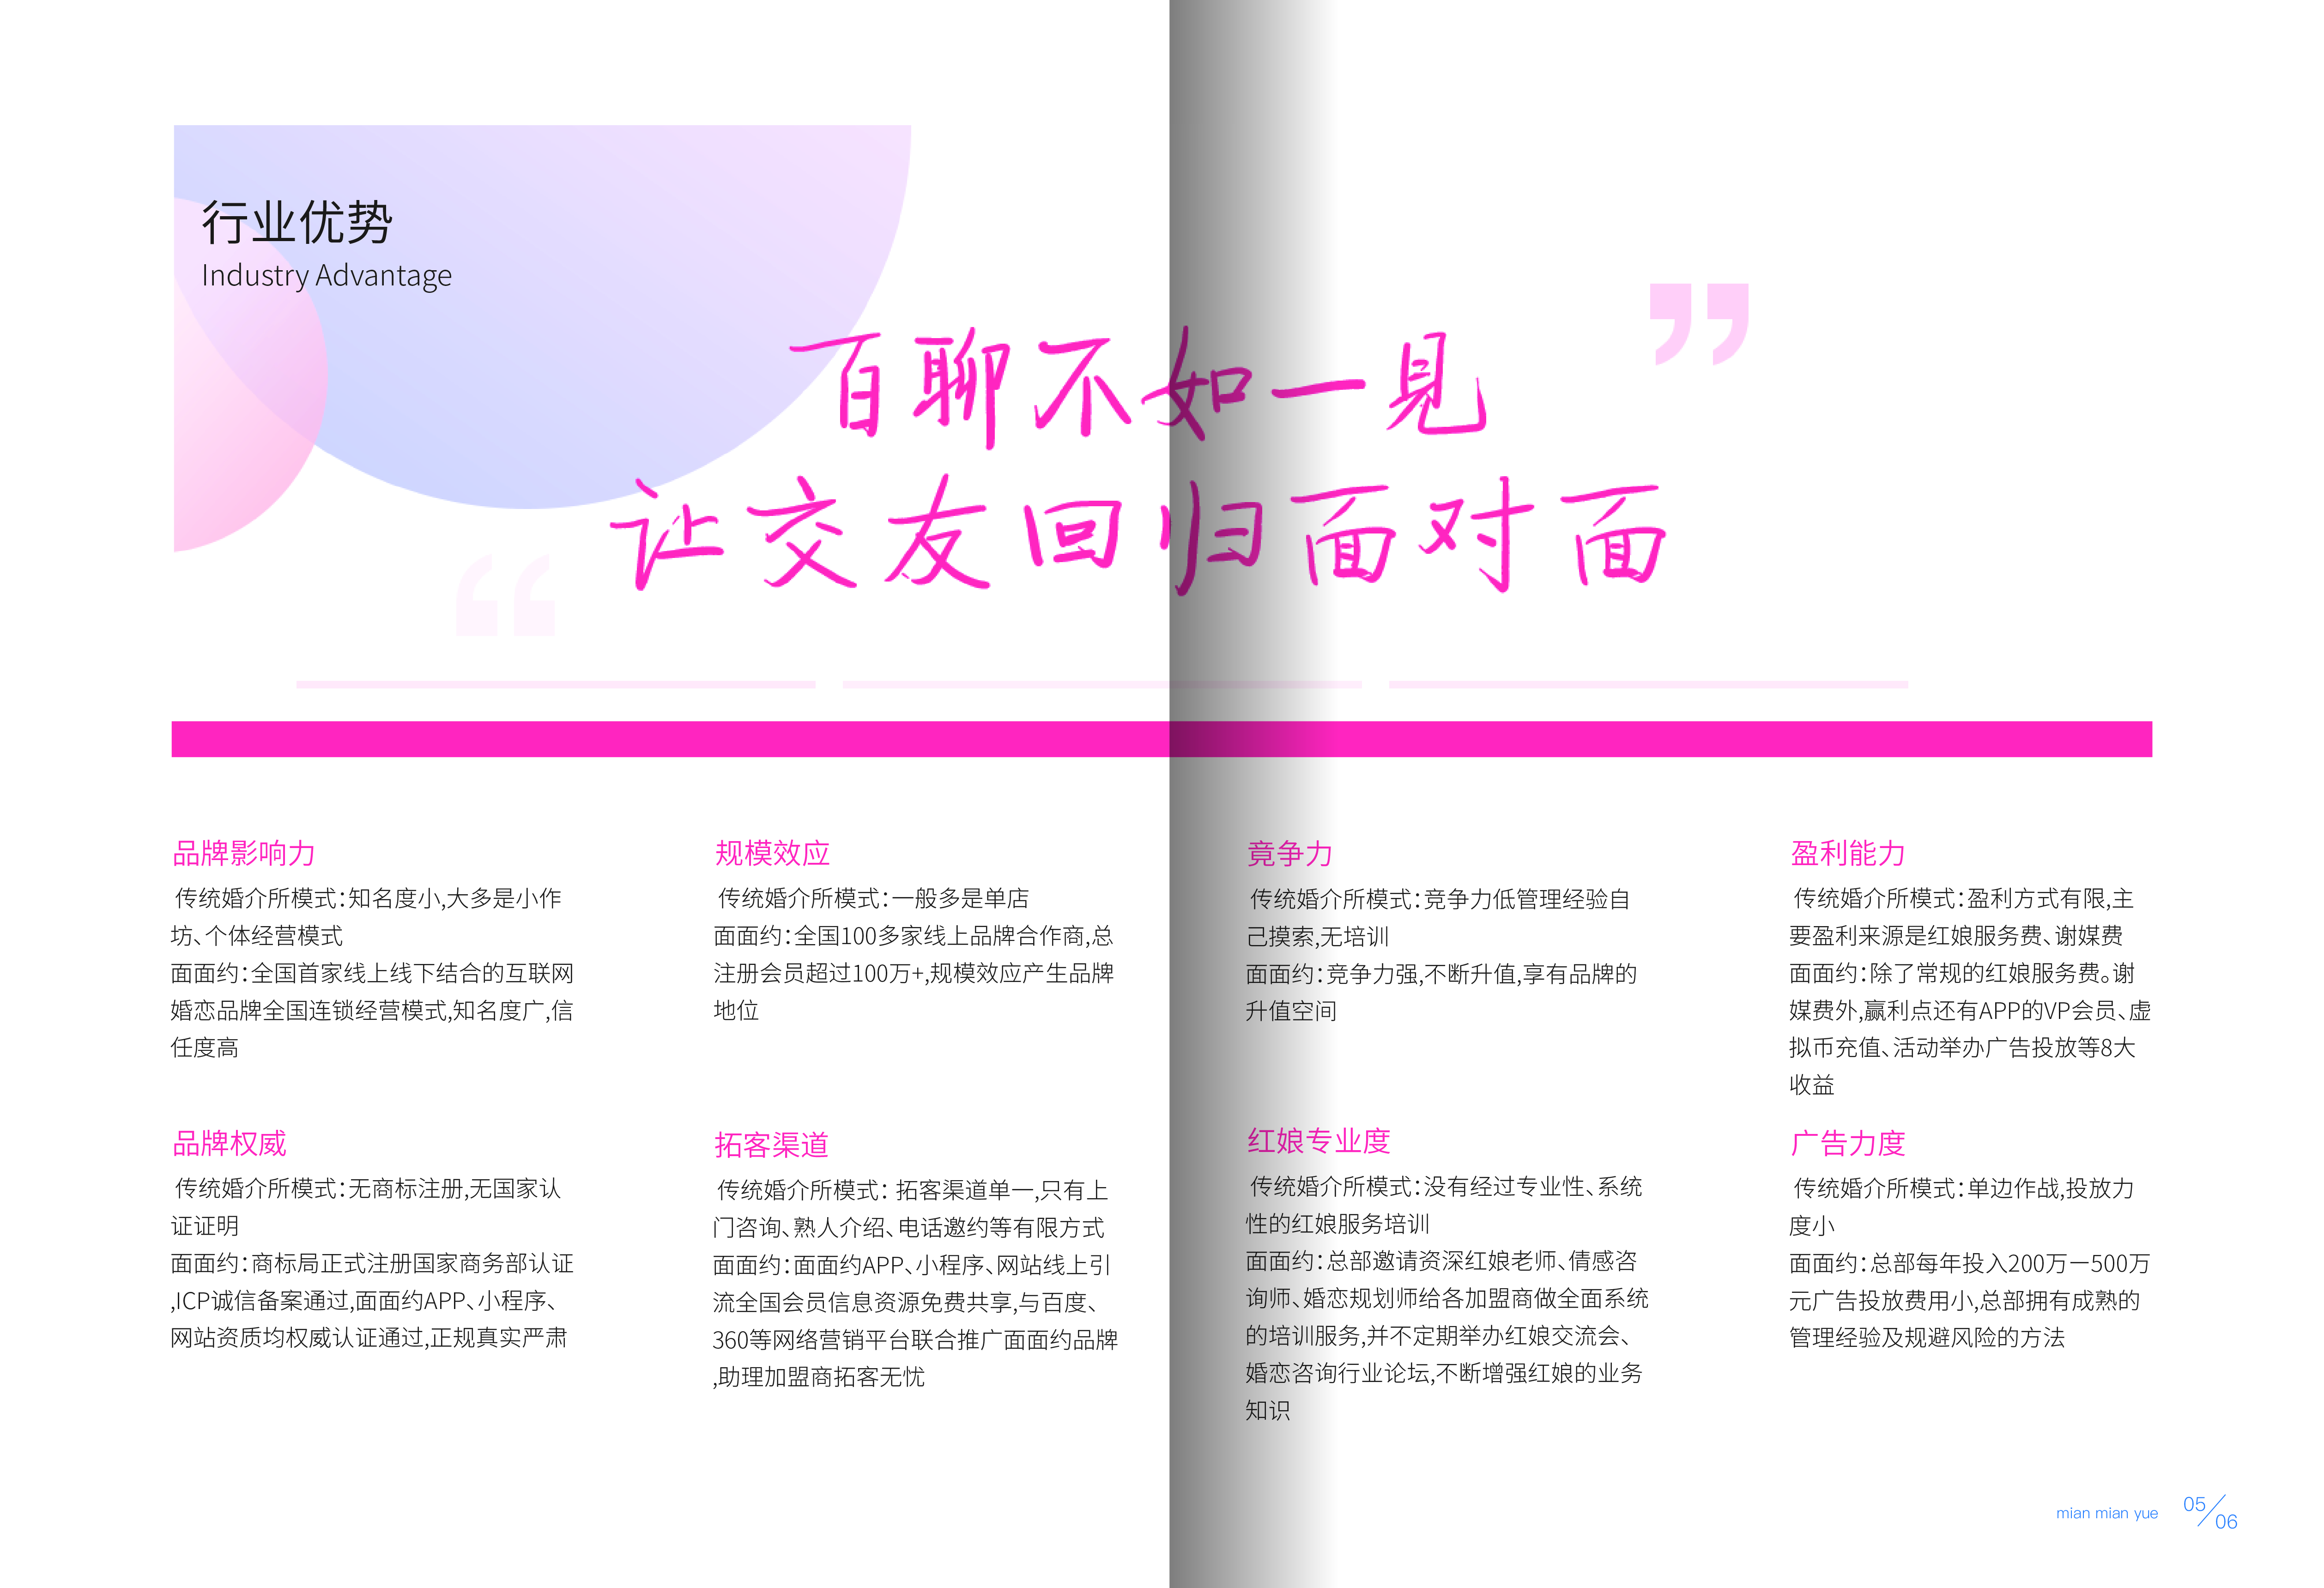 行业优势
Industry Advantage
百聊不如一見
让交友回归面对面
品牌影响力
传统婚介所模式：知名度小,大多是小作
坊、个体经营模式
面面约：全国首家线上线下结合的互联网
婚恋品牌全国连锁经营模式,知名度广,信
任度高
规模效应
传统婚介所模式：一般多是单店
面面约：全国100多家线上品牌合作商,总
注册会员超过100万+,规模效应产生品牌
地位
竟争力
传统婚介所模式：竞争力低管理经验自
己摸索,无培训
面面约：竞争力强,不断升值,享有品牌的
升值空间
盈利能力
传统婚介所模式：盈利方式有限,主
要盈利来源是红娘服务费、谢媒费
面面约：除了常规的红娘服务费。谢
媒费外,赢利点还有APP的VP会员、虚
拟币充值、活动举办广告投放等8大
收益
品牌权威
传统婚介所模式：无商标注册,无国家认
证证明
面面约：商标局正式注册国家商务部认证
,ICP诚信备案通过,面面约APP、小程序、
网站资质均权威认证通过,正规真实严肃
拓客渠道
传统婚介所模式： 拓客渠道单一,只有上
门咨询、熟人介绍、电话邀约等有限方式
面面约：面面约APP、小程序、网站线上引
流全国会员信息资源免费共享,与百度、
360等网络营销平台联合推广面面约品牌
,助理加盟商拓客无忧
红娘专业度
传统婚介所模式：没有经过专业性、系统
性的红娘服务培训
面面约：总部邀请资深红娘老师、倩感咨
询师、婚恋规划师给各加盟商做全面系统
的培训服务,并不定期举办红娘交流会、
婚恋咨询行业论坛,不断增强红娘的业务
知识
广告力度
传统婚介所模式：单边作战,投放力
度小
面面约：总部每年投入200万一500万
元广告投放费用小,总部拥有成熟的
管理经验及规避风险的方法
mian mian yue 05/06